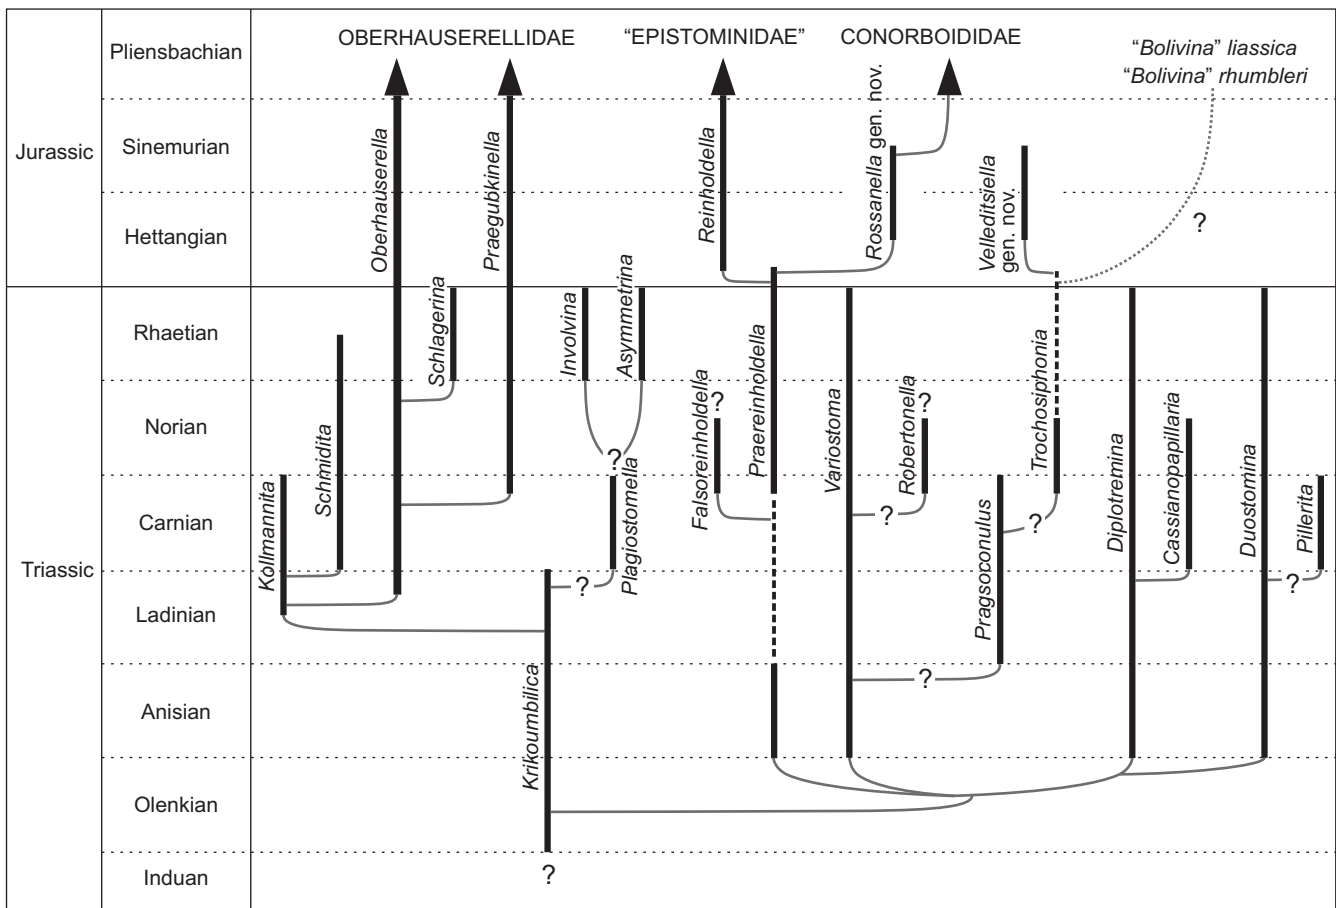 OBERHAUSERELLIDAE
“EPISTOMINIDAE”
CONORBOIDIDAE
“Bolivina” liassica
“Bolivina” rhumbleri
Jurassic
Pliensbachian
Sinemurian
Hettangian
Triassic
Rhaetian
Norian
Carnian
Ladinian
Anisian
Olenkian
Induan
Kollmannita
Schmidita
Oberhauserella
Schlagerina
Praegubkinella
Krikoumbilica
Involvina
Asymmetrina
?
Plagiostomella
?
Falsoreinholdella
?
Reinholdella
Praereinholdella
Variostoma
Rossanella gen. nov.
Robertonella
?
?
Pragsoconulus
?
Velleditsiella
gen. nov.
Trochosiphonia
?
?
Diplotremina
Cassianopapillaria
Duostomina
Pillerita
?
?